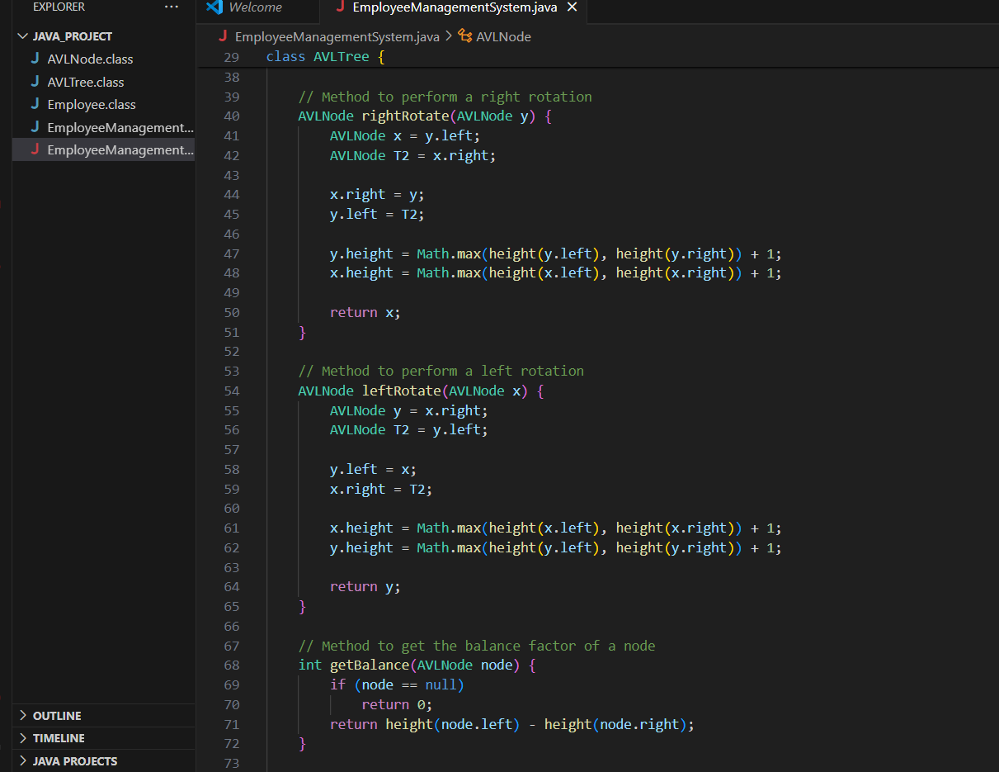 EXPLORER
...
Welcome
J EmployeeManagementSystem.java ×
JAVA_PROJECT
J AVLNode.class
J AVLTree.class
J Employee.class
J EmployeeManagement...
J EmployeeManagement...
OUTLINE
TIMELINE
JAVA PROJECTS
J EmployeeManagementSystem.java > AVLNode
29 class AVLTree {
38
39 // Method to perform a right rotation
40 AVLNode rightRotate(AVLNode y) {
41 AVLNode x = y.left;
42 AVLNode T2 = x.right;
43
44 x.right = y;
45 y.left = T2;
46
47 y.height = Math.max(height(y.left), height(y.right)) + 1;
48 x.height = Math.max(height(x.left), height(x.right)) + 1;
49
50 return x;
51 }
52
53 // Method to perform a left rotation
54 AVLNode leftRotate(AVLNode x) {
55 AVLNode y = x.right;
56 AVLNode T2 = y.left;
57
58 y.left = x;
59 x.right = T2;
60
61 x.height = Math.max(height(x.left), height(x.right)) + 1;
62 y.height = Math.max(height(y.left), height(y.right)) + 1;
63
64 return y;
65 }
66
67 // Method to get the balance factor of a node
68 int getBalance(AVLNode node) {
69 if (node == null)
70 return 0;
71 return height(node.left) - height(node.right);
72 }
73